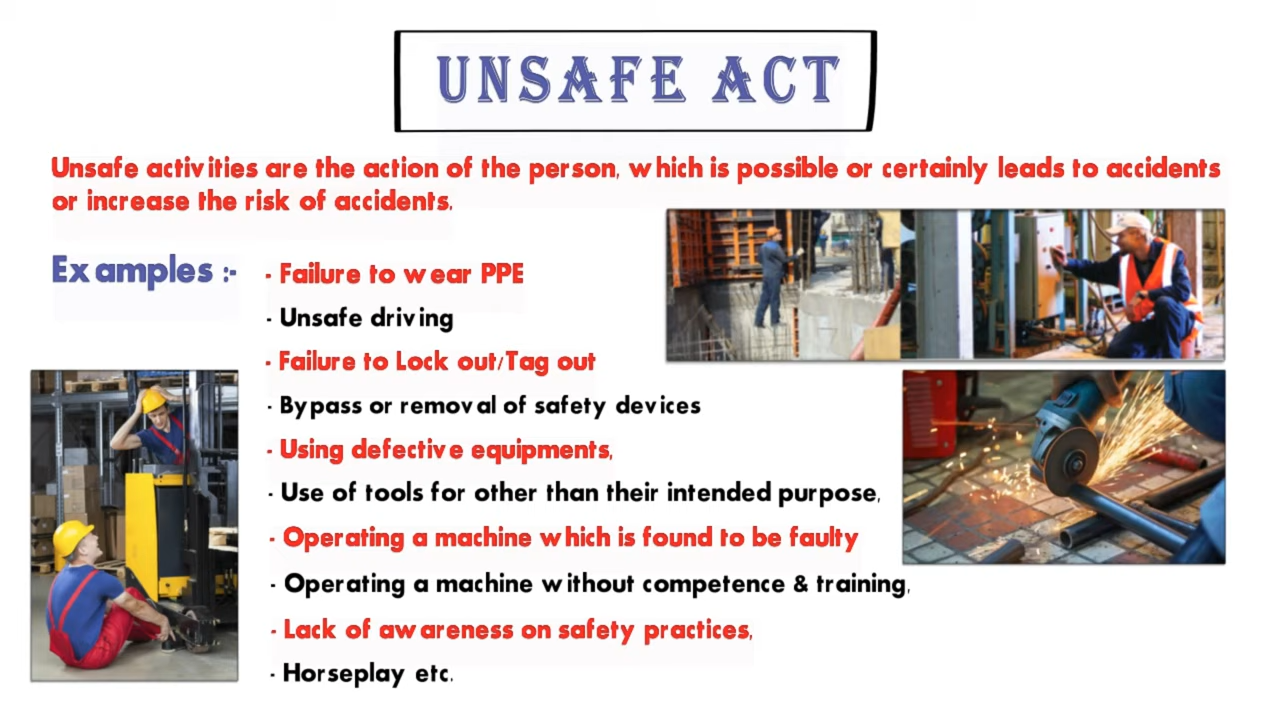 UNSAFE ACT
Unsafe activities are the action of the person, which is possible or certainly leads to accidents
or increase the risk of accidents.
Examples :-
- Failure to wear PPE
- Unsafe driving
- Failure to Lock out/Tag out
- Bypass or removal of safety devices
- Using defective equipments,
- Use of tools for other than their intended purpose,
- Operating a machine which is found to be faulty
- Operating a machine without competence & training,
- Lack of awareness on safety practices,
- Horseplay etc.